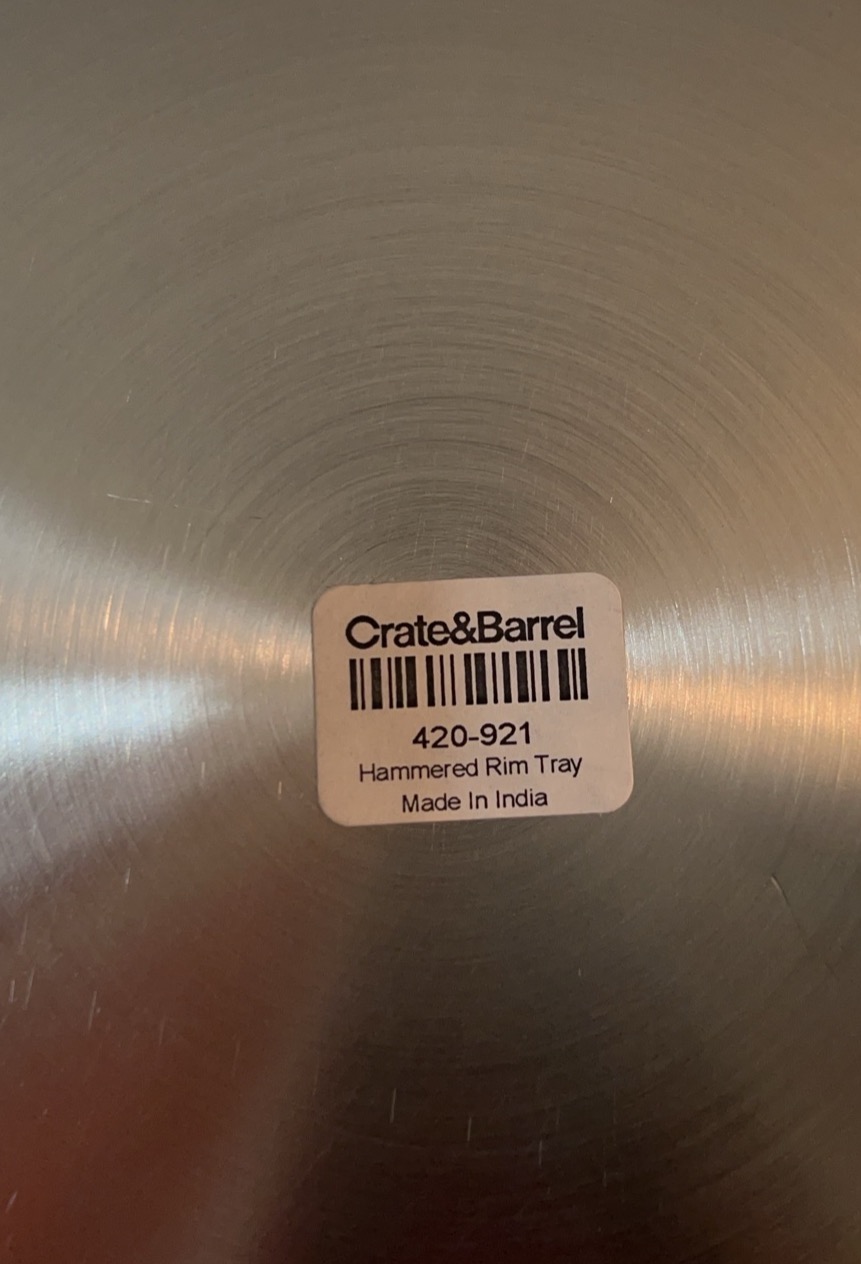 Crate&Barrel
420-921
Hammered Rim Tray
Made In India